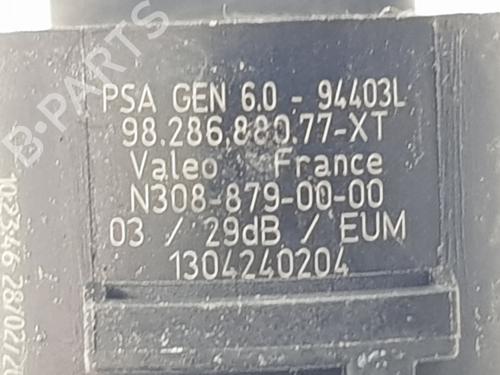 PSA GEN 6.0 - 94403L
98.286.880.77-XT
Valeo France
N308-879-00-00
03 / 29dB / EUM
1304240204
B-PARTS